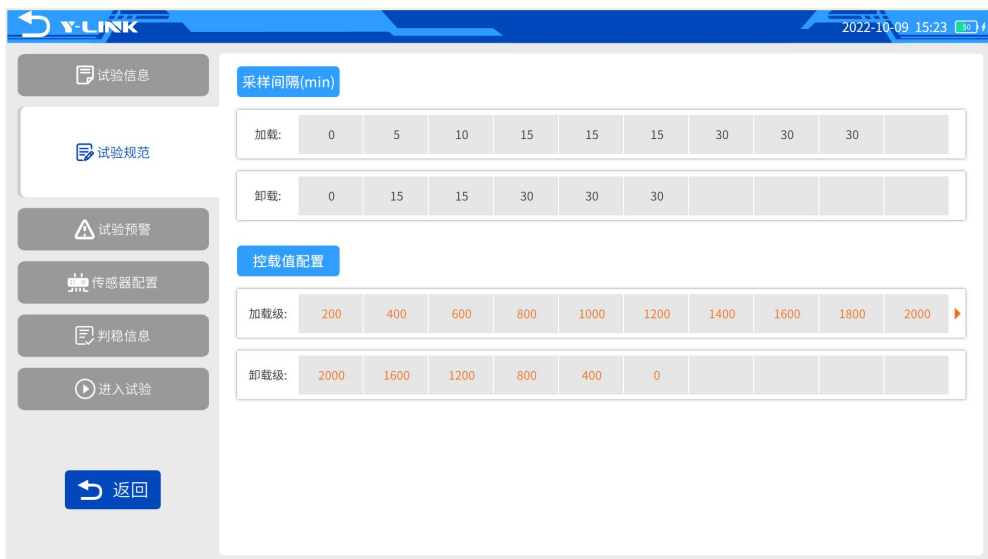 Y-LINK
2022-10-09 15:23 50
试验信息
试验规范
试验预警
传感器配置
判稳信息
进入试验
返回
采样间隔(min)
加载: 0 5 10 15 15 15 30 30 30
卸载: 0 15 15 30 30 30
控载值配置
加载级: 200 400 600 800 1000 1200 1400 1600 1800 2000
卸载级: 2000 1600 1200 800 400 0